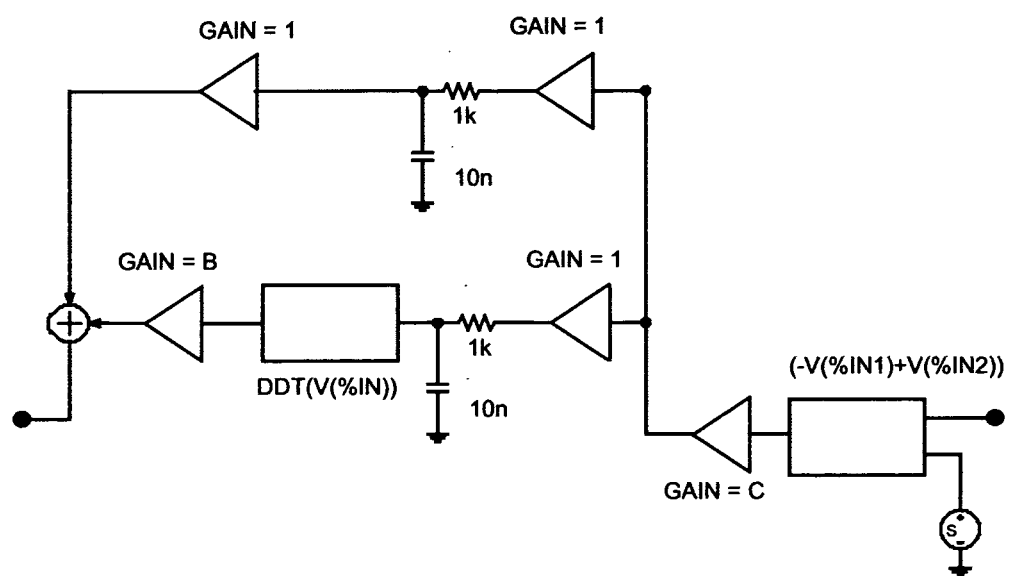 GAIN = 1
GAIN = 1
1k
10n
GAIN = B
GAIN = 1
1k
DDT(V(%IN))
10n
(-V(%IN1)+V(%IN2))
GAIN = C
S